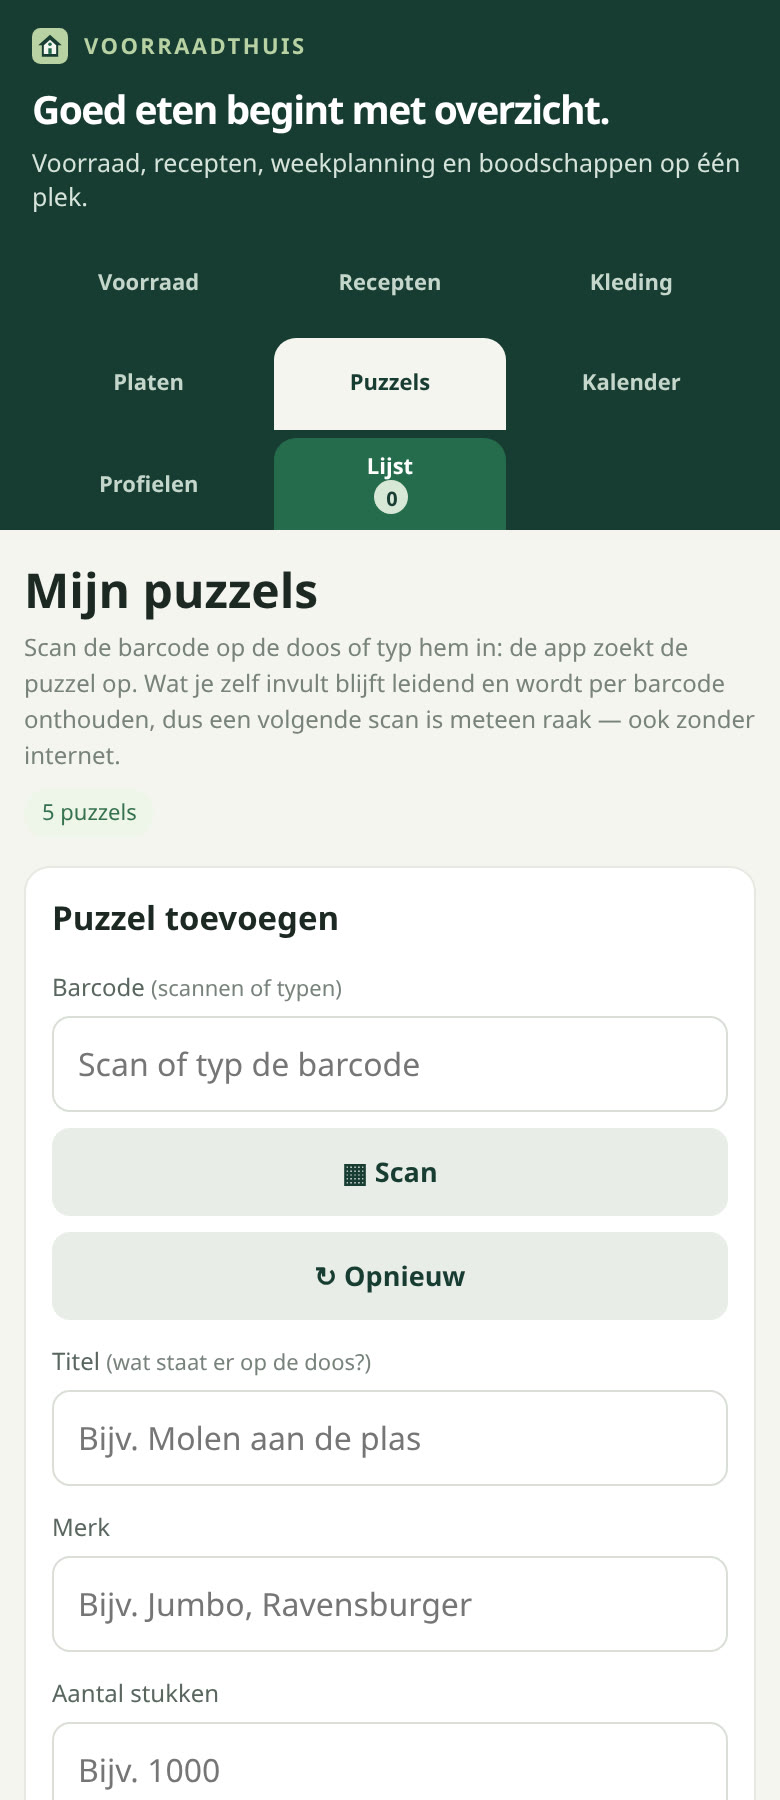 VOORRAADTHUIS
Goed eten begint met overzicht.
Voorraad, recepten, weekplanning en boodschappen op één
plek.
Voorraad
Recepten
Kleding
Platen
Puzzels
Kalender
Profielen
Lijst
0
Mijn puzzels
Scan de barcode op de doos of typ hem in: de app zoekt de
puzzel op. Wat je zelf invult blijft leidend en wordt per barcode
onthouden, dus een volgende scan is meteen raak — ook zonder
internet.
5 puzzels
Puzzel toevoegen
Barcode (scannen of typen)
Scan of typ de barcode
▦ Scan
↻ Opnieuw
Titel (wat staat er op de doos?)
Bijv. Molen aan de plas
Merk
Bijv. Jumbo, Ravensburger
Aantal stukken
Bijv. 1000